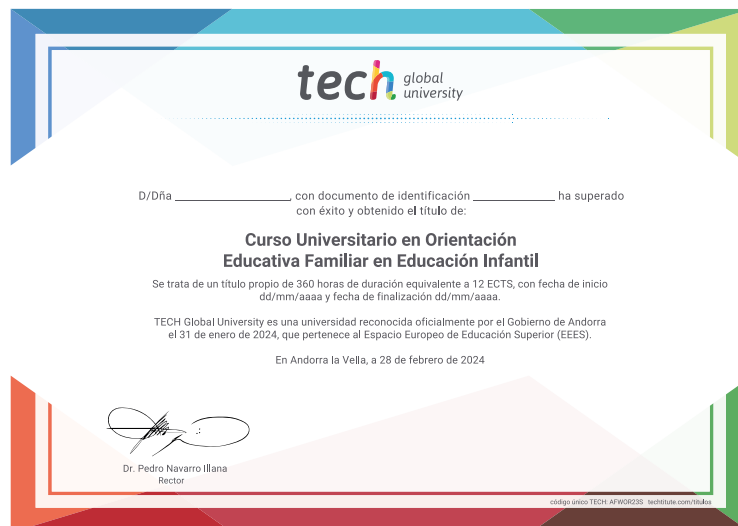 tech global university
D/Dña ______________, con documento de identificación ______________ ha superado
con éxito y obtenido el título de:
Curso Universitario en Orientación
Educativa Familiar en Educación Infantil
Se trata de un título propio de 360 horas de duración equivalente a 12 ECTS, con fecha de inicio
dd/mm/aaaa y fecha de finalización dd/mm/aaaa.
TECH Global University es una universidad reconocida oficialmente por el Gobierno de Andorra
el 31 de enero de 2024, que pertenece al Espacio Europeo de Educación Superior (EEES).
En Andorra la Vella, a 28 de febrero de 2024
Dr. Pedro Navarro Illana
Rector
código único TECH: AFWOR23S techtitute.com/titulos